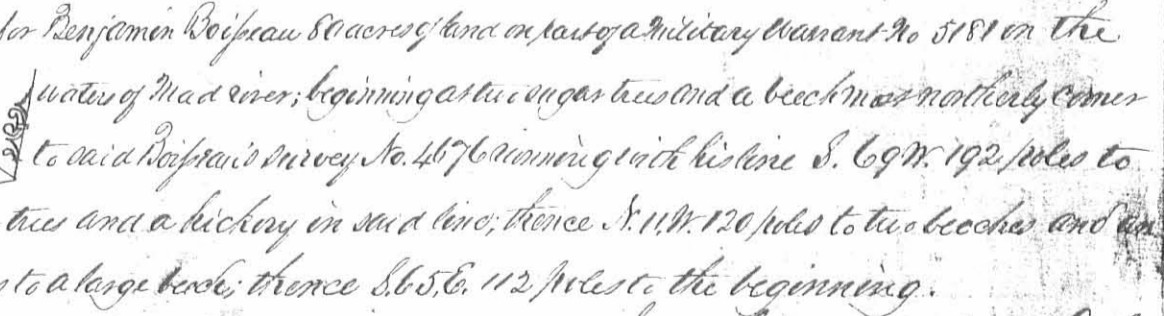 for Benjamin Boisseau 80 acres of land on part of a Military Warrant No 5181 on the
waters of Mad river; beginning at two sugar trees and a beech most northerly corner
to said Boisseau's survey No. 4676 running with his line S. 69 W. 192 poles to
trees and a hickory in said line; thence N. 11. W. 120 poles to two beeches and an
to a large beech; thence S. 65. E. 112 poles to the beginning.